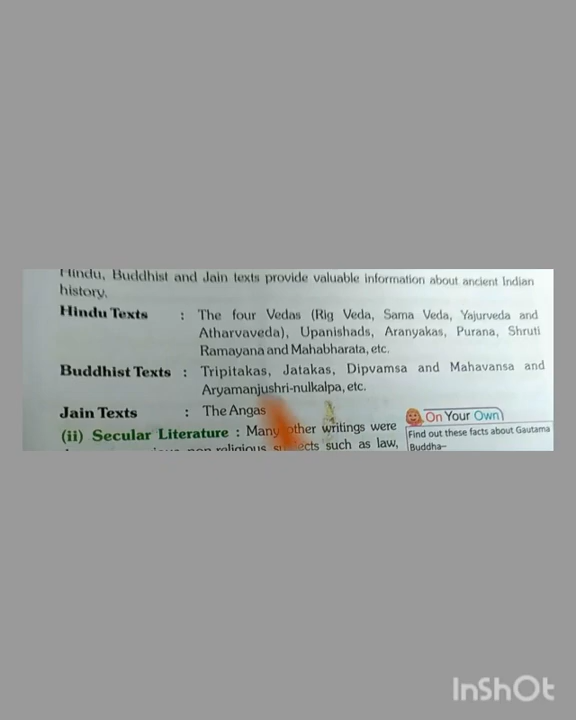 Hindu, Buddhist and Jain texts provide valuable information about ancient Indian
history.
Hindu Texts : The four Vedas (Rig Veda, Sama Veda, Yajurveda and
Atharvaveda), Upanishads, Aranyakas, Purana, Shruti
Ramayana and Mahabharata, etc.
Buddhist Texts : Tripitakas, Jatakas, Dipvamsa and Mahavansa and
Aryamanjushri-nulkalpa, etc.
Jain Texts : The Angas
(ii) Secular Literature : Many other writings were
non-religious subjects such as law,
On Your Own
Find out these facts about Gautama
Buddha–
InShOt